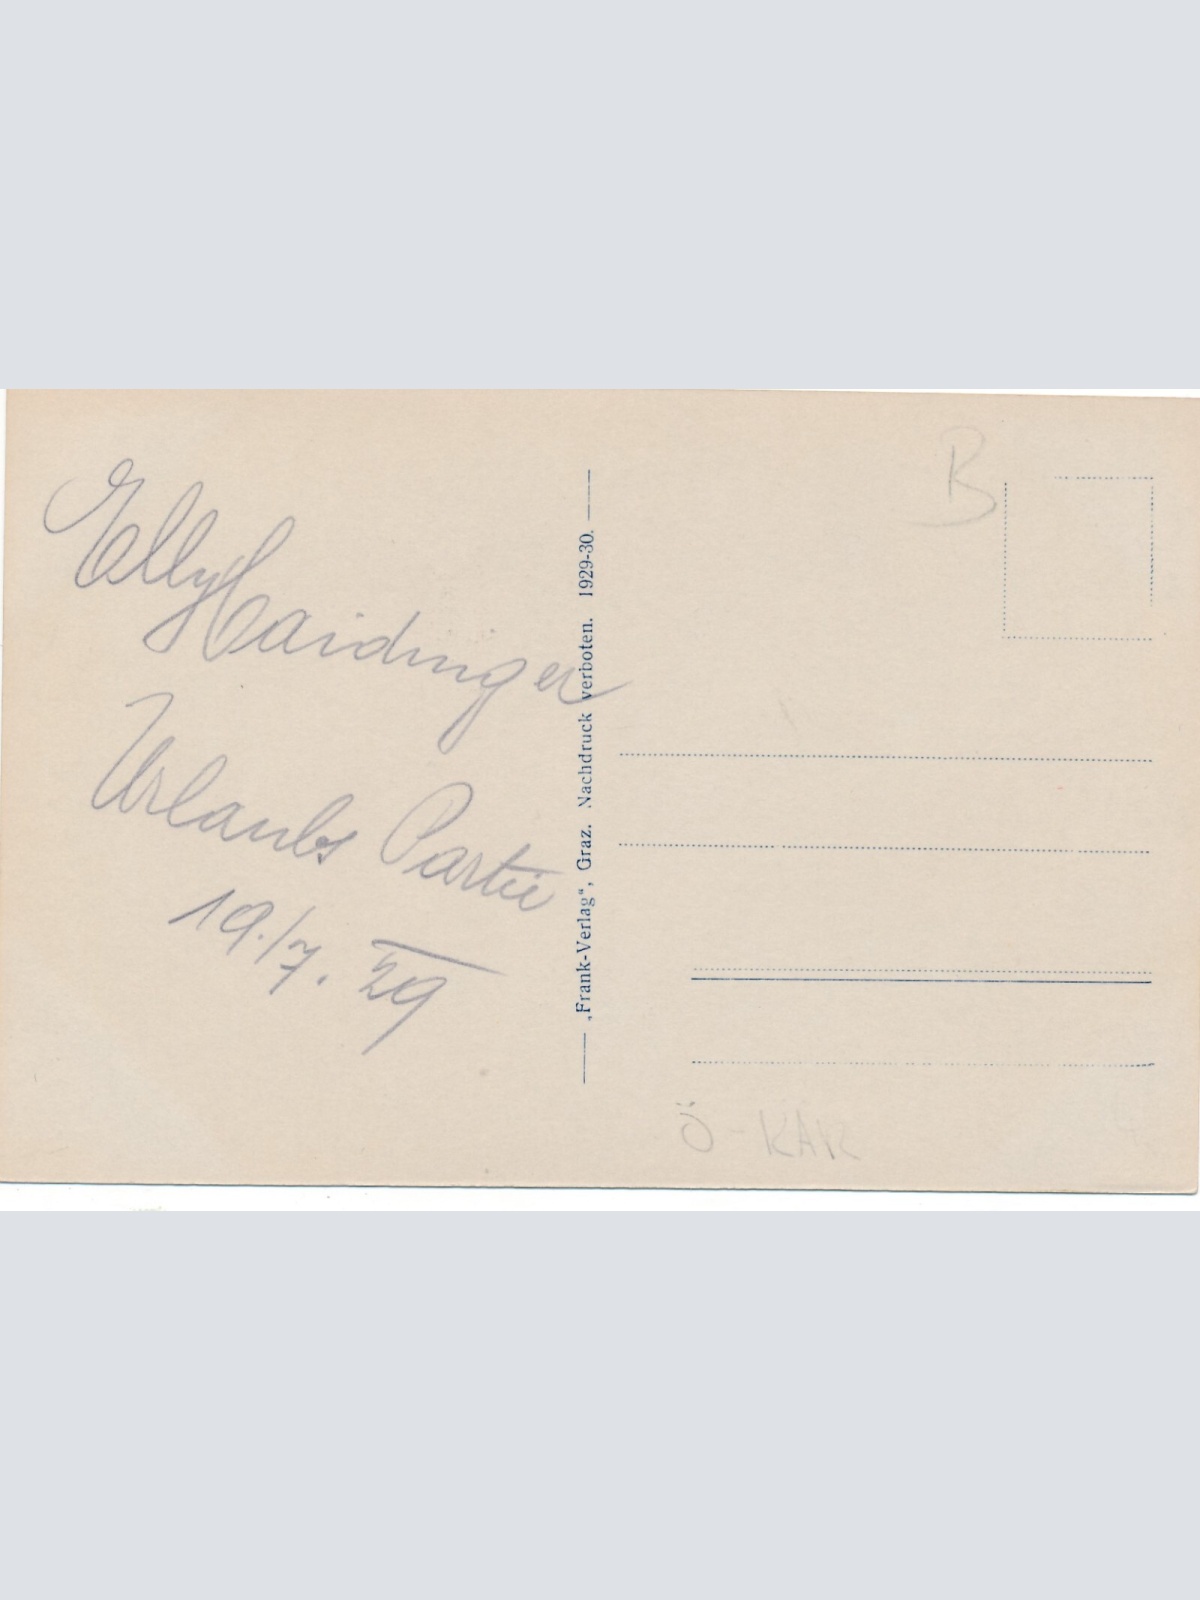 Elly Haidinger
Urlaubs Partie
19./7. 29
„Frank-Verlag“, Graz. Nachdruck verboten. 1929-30.
B
Ö - KÄR